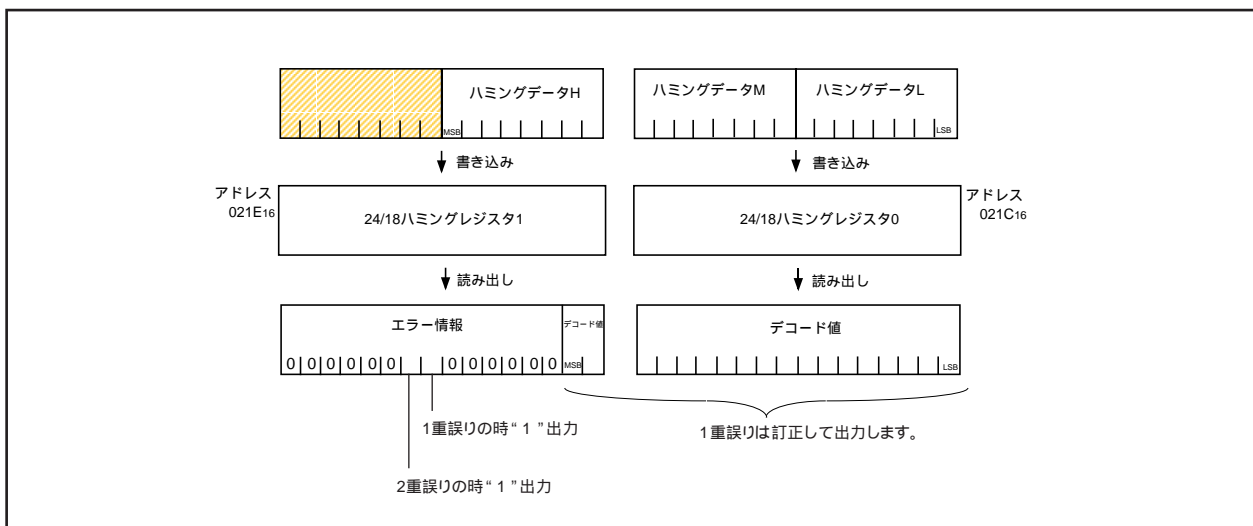 ハミングデータH
MSB
ハミングデータM
ハミングデータL
LSB
書き込み
書き込み
アドレス
021E16
24/18ハミングレジスタ1
24/18ハミングレジスタ0
アドレス
021C16
読み出し
読み出し
エラー情報
デコード値
0 0 0 0 0 0 0 0 0 0 0 0
MSB
デコード値
LSB
1重誤りの時“1”出力
1重誤りは訂正して出力します。
2重誤りの時“1”出力